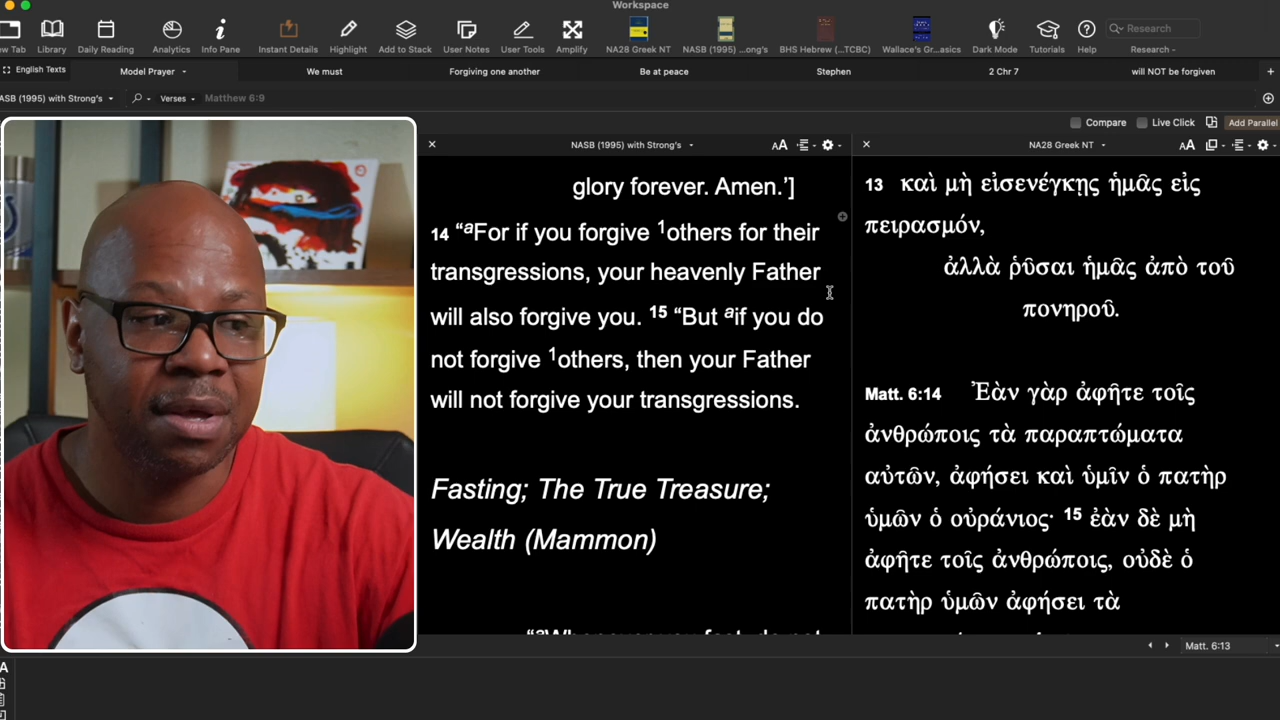 Workspace
ew Tab
Library
Daily Reading
Analytics
Info Pane
Instant Details
Highlight
Add to Stack
User Notes
User Tools
Amplify
NA28 Greek NT
NASB (1995) ...ong's
BHS Hebrew (...TCBC)
Wallace's Gr...asics
Dark Mode
Tutorials
Help
Research
Research
English Texts
Model Prayer
We must
Forgiving one another
Be at peace
Stephen
2 Chr 7
will NOT be forgiven
ASB (1995) with Strong's
Verses
Matthew 6:9
Compare
Live Click
Add Parallel
NASB (1995) with Strong's
glory forever. Amen.’]
14 “aFor if you forgive 1others for their
transgressions, your heavenly Father
will also forgive you. 15 “But aif you do
not forgive 1others, then your Father
will not forgive your transgressions.
Fasting; The True Treasure;
Wealth (Mammon)
“aWhenever you fast, do not
NA28 Greek NT
13 καὶ μὴ εἰσενέγκῃς ἡμᾶς εἰς
πειρασμόν,
ἀλλὰ ῥῦσαι ἡμᾶς ἀπὸ τοῦ
πονηροῦ.
Matt. 6:14 Ἐὰν γὰρ ἀφῆτε τοῖς
ἀνθρώποις τὰ παραπτώματα
αὐτῶν, ἀφήσει καὶ ὑμῖν ὁ πατὴρ
ὑμῶν ὁ οὐράνιος· 15 ἐὰν δὲ μὴ
ἀφῆτε τοῖς ἀνθρώποις, οὐδὲ ὁ
πατὴρ ὑμῶν ἀφήσει τὰ
Matt. 6:13